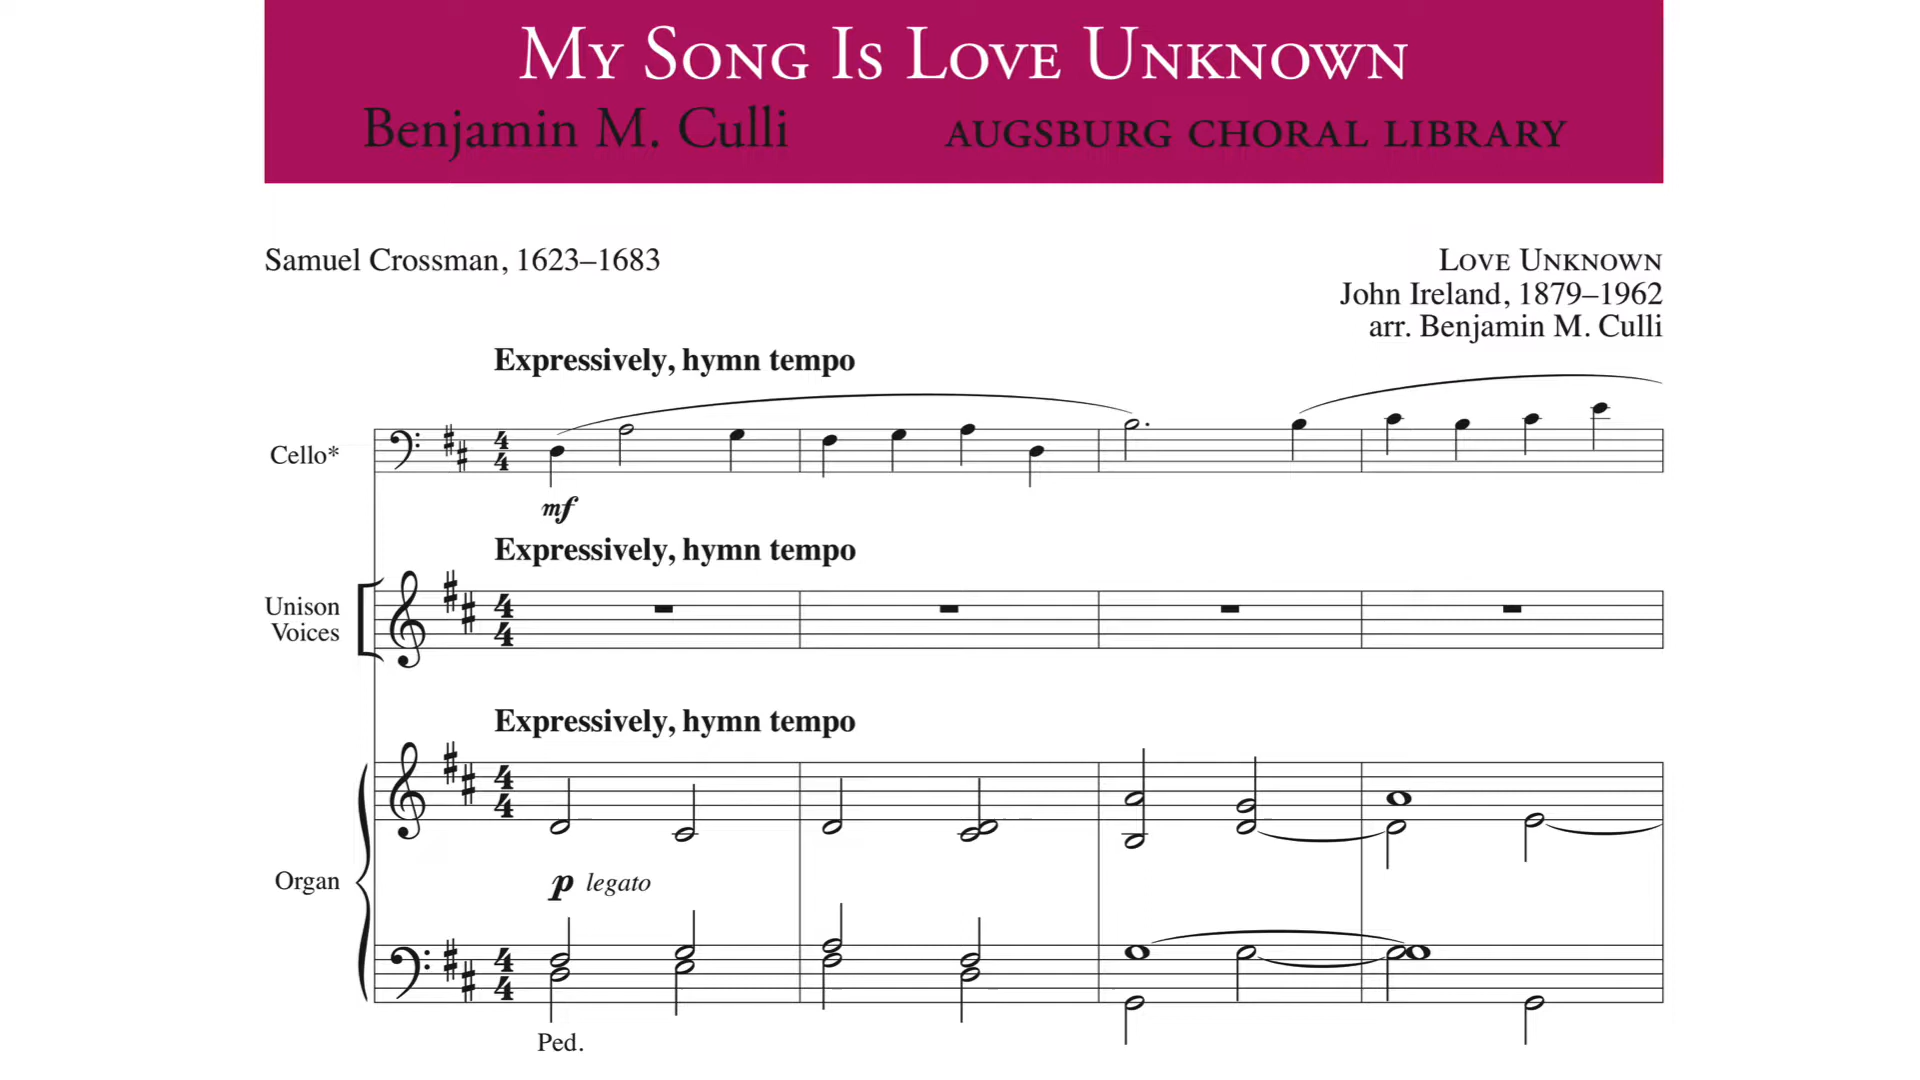 My Song Is Love Unknown
Benjamin M. Culli AUGSBURG CHORAL LIBRARY
Samuel Crossman, 1623–1683
Love Unknown
John Ireland, 1879–1962
arr. Benjamin M. Culli
Expressively, hymn tempo
Cello*
mf
Expressively, hymn tempo
Unison
Voices
Expressively, hymn tempo
Organ
p legato
Ped.